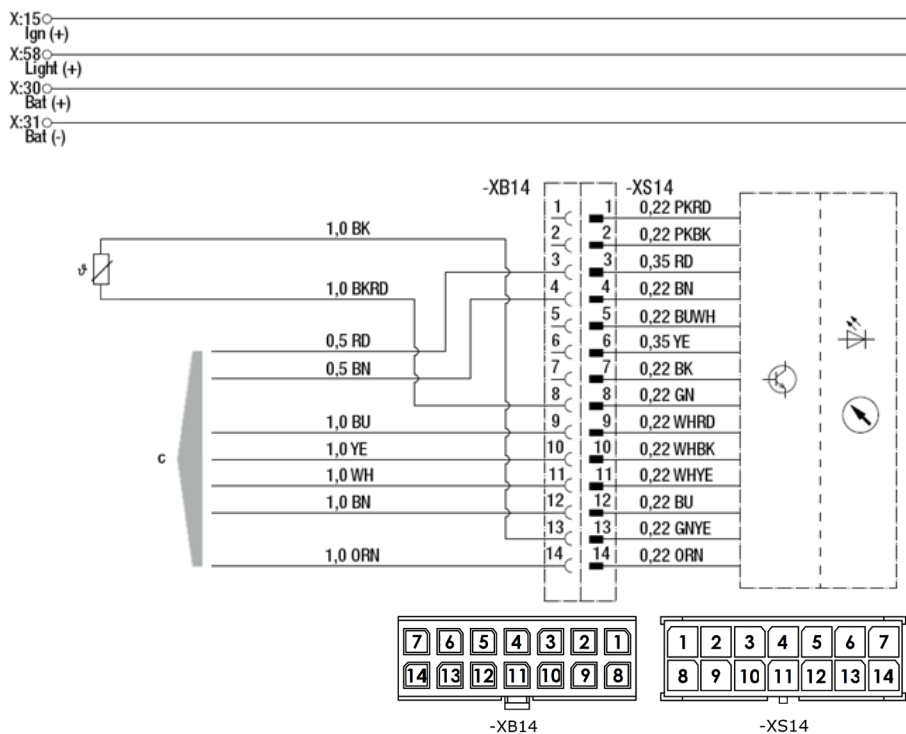 X:15
Ign (+)
X:58
Light (+)
X:30
Bat (+)
X:31
Bat (-)
-XB14 -XS14
1 1 0,22 PKRD
1,0 BK 2 2 0,22 PKBK
ϑ 3 3 0,35 RD
1,0 BKRD 4 4 0,22 BN
5 5 0,22 BUWH
0,5 RD 6 6 0,35 YE
0,5 BN 7 7 0,22 BK
8 8 0,22 GN
1,0 BU 9 9 0,22 WHRD
C 1,0 YE 10 10 0,22 WHBK
1,0 WH 11 11 0,22 WHYE
1,0 BN 12 12 0,22 BU
13 13 0,22 GNYE
1,0 ORN 14 14 0,22 ORN
7 6 5 4 3 2 1
14 13 12 11 10 9 8
-XB14
1 2 3 4 5 6 7
8 9 10 11 12 13 14
-XS14